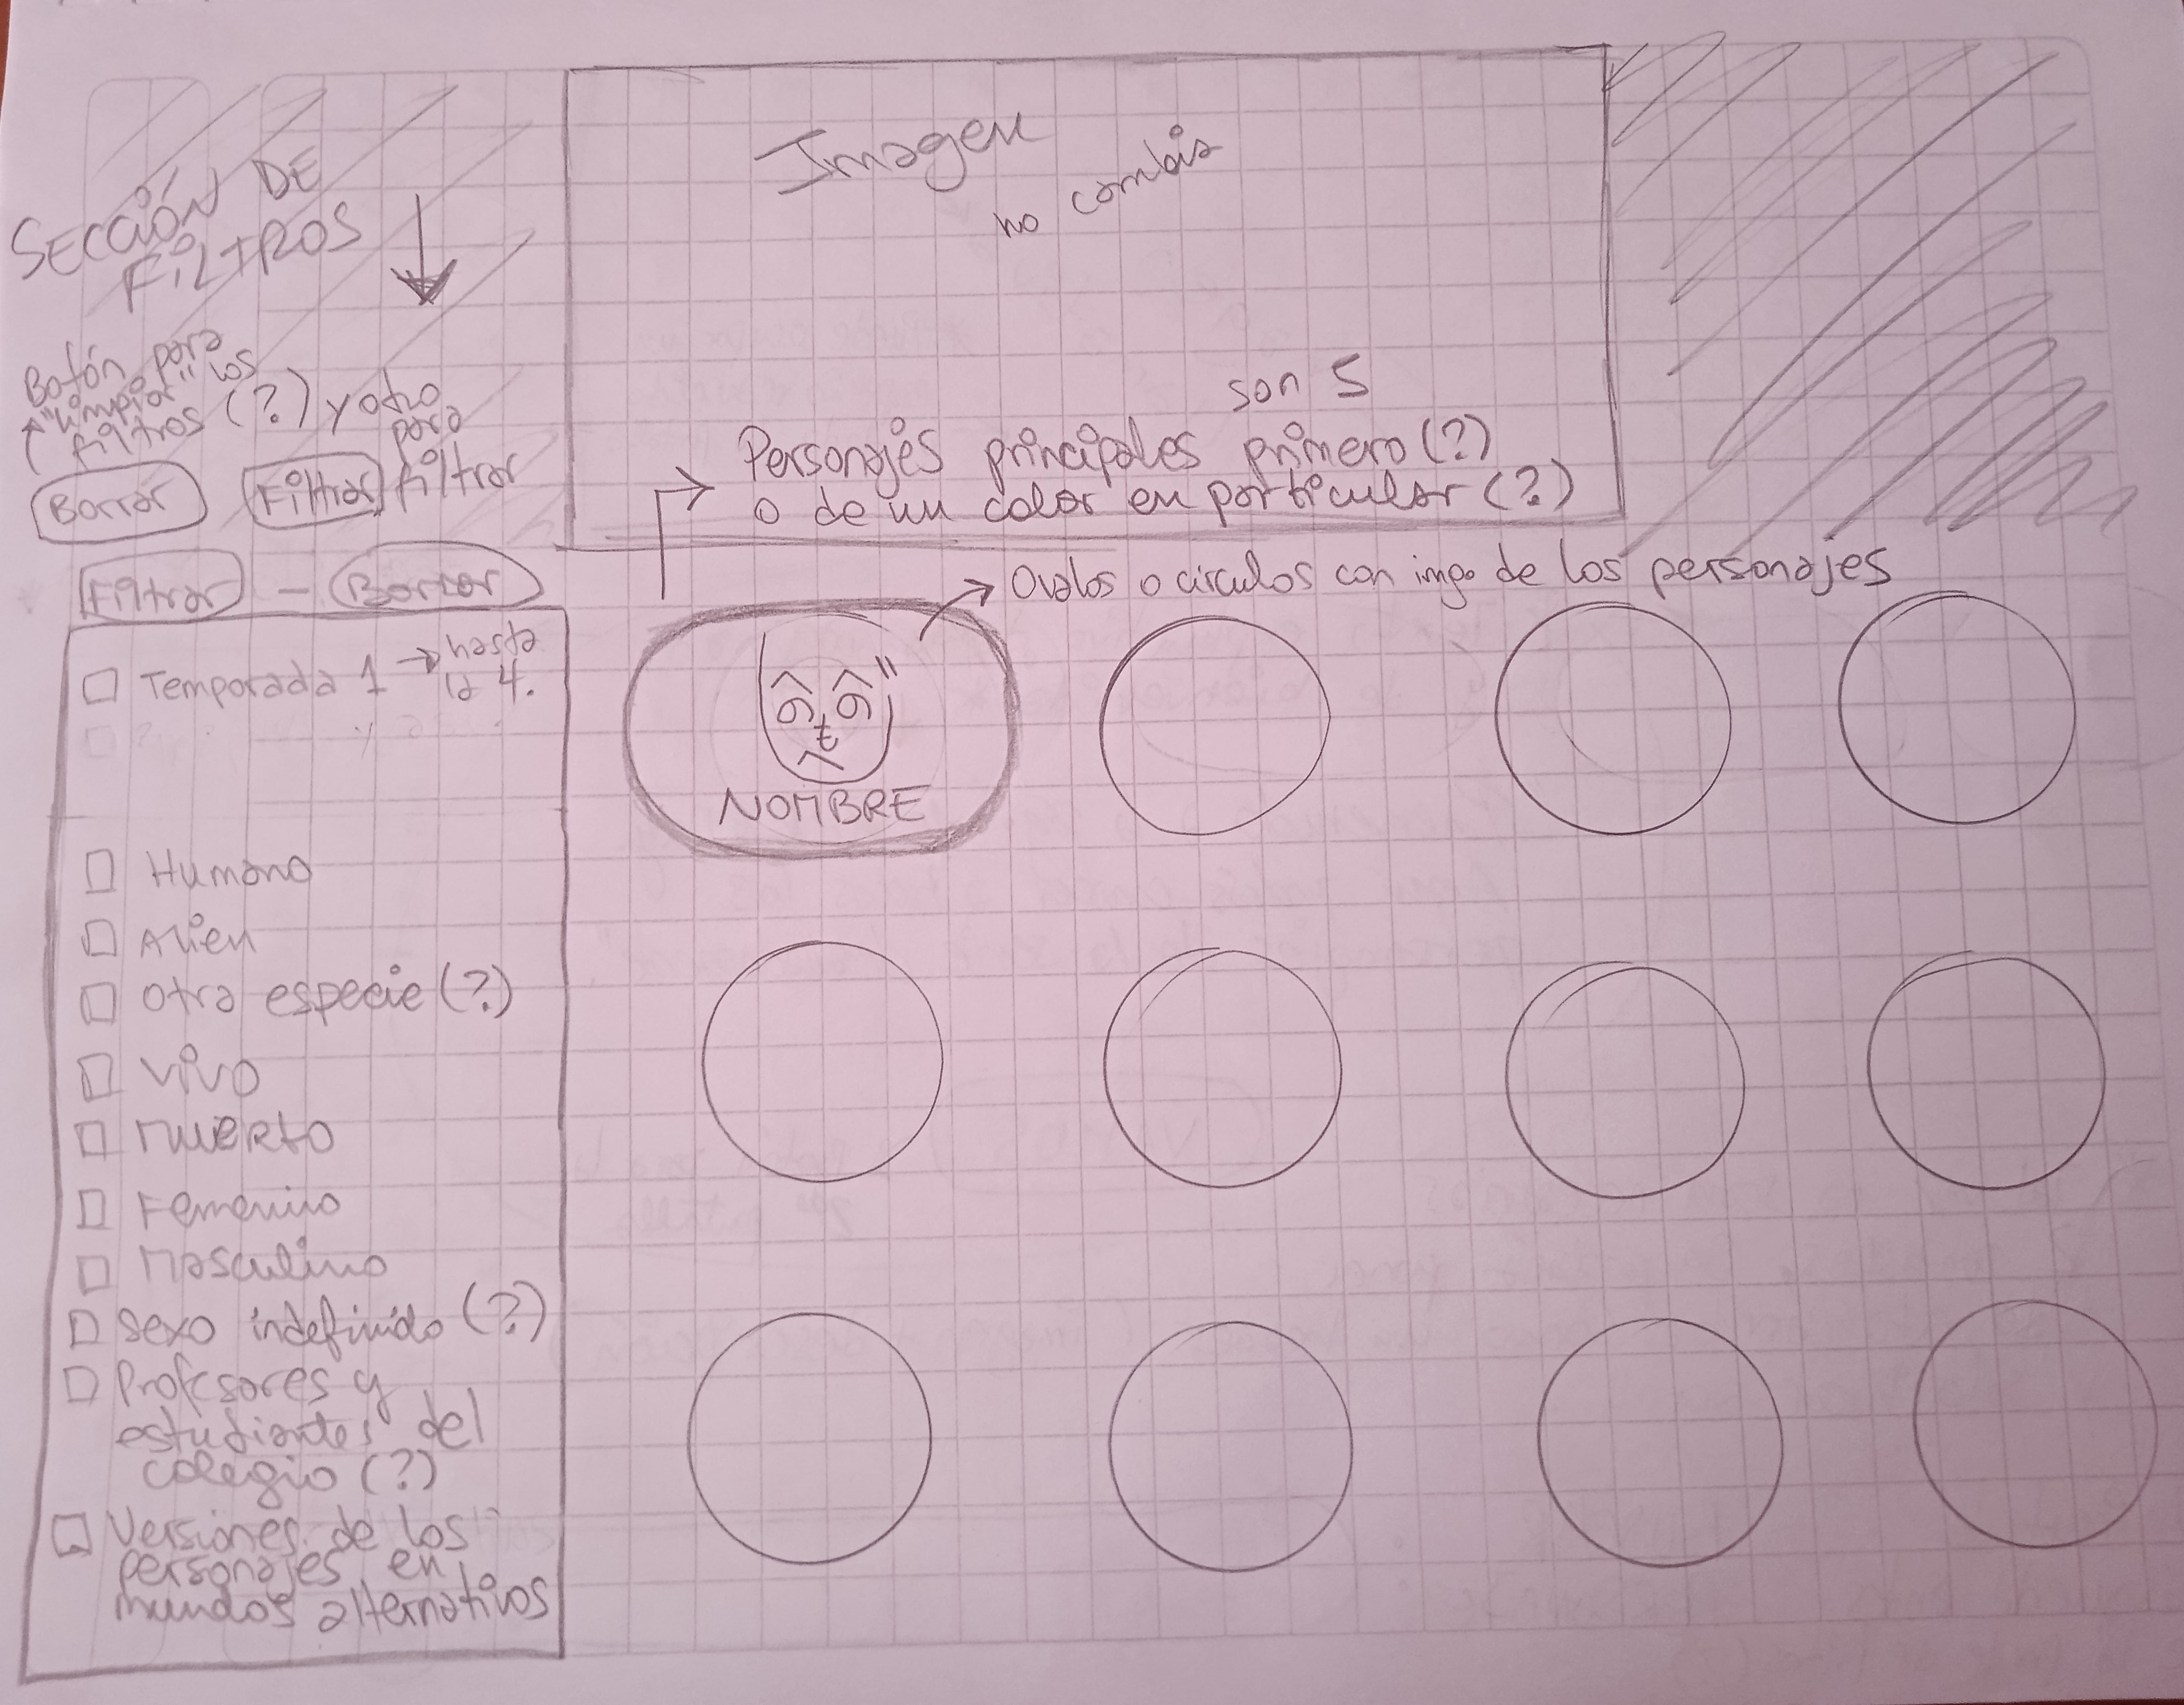 SECCIÓN DE
FILTROS
Botón para
"limpiar" los
filtros (?) y otro
para
filtrar
Borrar
Filtrar
Filtrar - Borrar
Temporada 1 → hasta
la 4.
Humano
Alien
Otra especie (?)
Vivo
MUERTO
Femenino
Masculino
Sexo indefinido (?)
Profesores y
estudiantes del
colegio (?)
Versiones de los
personajes en
mundos alternativos
Imagen
no cambia
son 5
Personajes principales primero (?)
o de un color en particular (?)
Ovalos o circulos con imgs de los personajes
NOMBRE